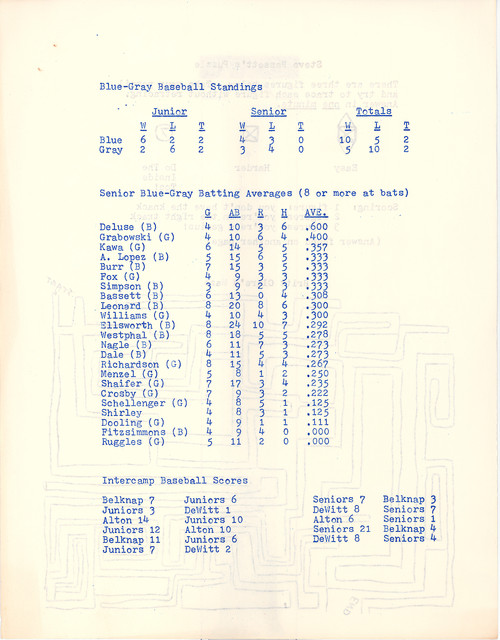 Blue-Gray Baseball Standings
Junior Senior Totals
W L T W L T W L T
Blue 6 2 2 4 3 0 10 5 2
Gray 2 6 2 3 4 0 5 10 2
Senior Blue-Gray Batting Averages (8 or more at bats)
G AB R H AVE.
Deluse (B) 4 10 3 6 .600
Grabowski (G) 4 10 6 4 .400
Kawa (G) 6 14 5 5 .357
A. Lopez (B) 5 15 6 5 .333
Burr (B) 7 15 3 5 .333
Fox (G) 4 9 3 3 .333
Simpson (B) 3 9 2 3 .333
Bassett (B) 6 13 0 4 .308
Leonard (B) 8 20 8 6 .300
Williams (G) 4 10 4 3 .300
Ellsworth (B) 8 24 10 7 .292
Westphal (B) 8 18 5 5 .278
Nagle (B) 6 11 7 3 .273
Dale (B) 4 11 5 3 .273
Richardson (G) 8 15 4 4 .267
Menzel (G) 5 8 1 2 .250
Shaifer (G) 7 17 3 4 .235
Crosby (G) 7 9 3 2 .222
Schellenger (G) 4 8 5 1 .125
Shirley 4 8 3 1 .125
Dooling (G) 4 9 1 1 .111
Fitzsimmons (B) 4 9 4 0 .000
Ruggles (G) 5 11 2 0 .000
Intercamp Baseball Scores
Belknap 7 Juniors 6 Seniors 7 Belknap 3
Juniors 3 DeWitt 1 DeWitt 8 Seniors 7
Alton 14 Juniors 10 Alton 6 Seniors 1
Juniors 12 Alton 10 Seniors 21 Belknap 4
Belknap 11 Juniors 6 DeWitt 8 Seniors 4
Juniors 7 DeWitt 2